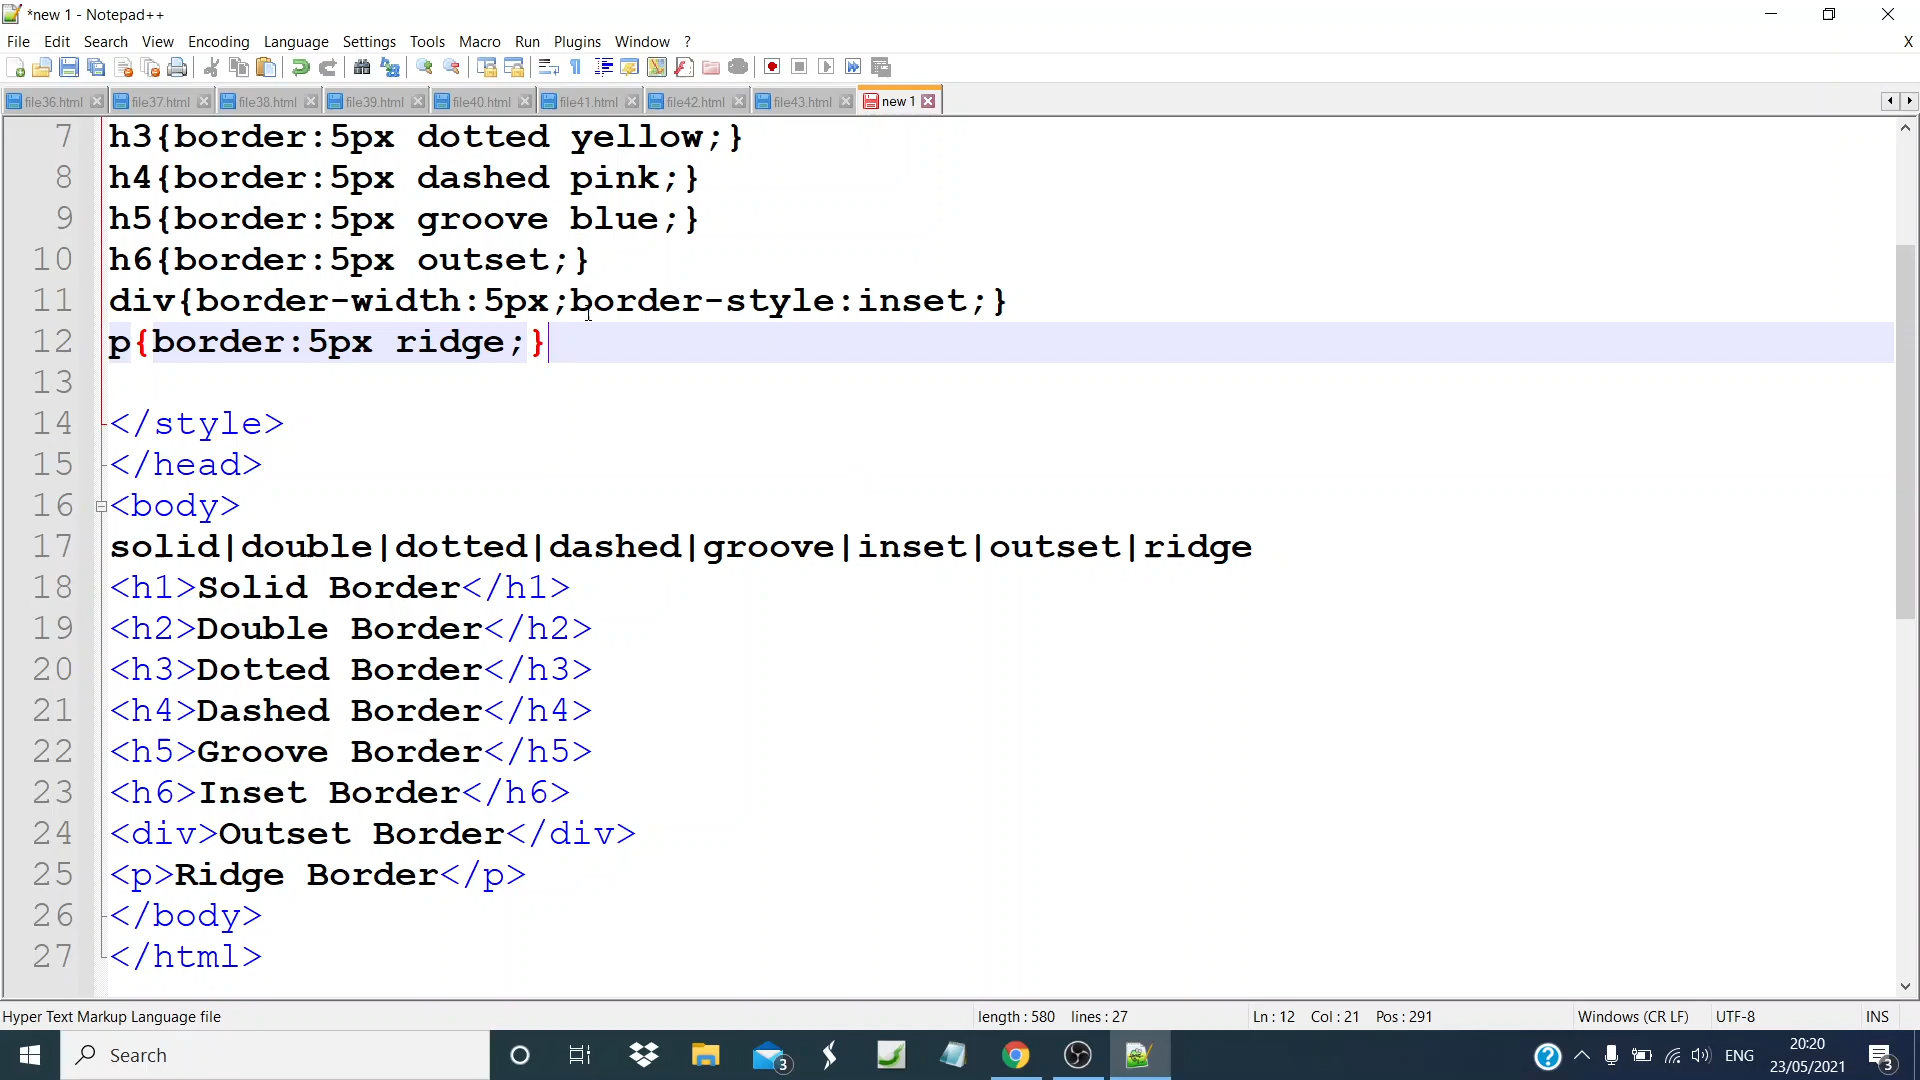 *new 1 - Notepad++
File Edit Search View Encoding Language Settings Tools Macro Run Plugins Window ? X
file36.html file37.html file38.html file39.html file40.html file41.html file42.html file43.html new 1
7 h3{border:5px dotted yellow;}
8 h4{border:5px dashed pink;}
9 h5{border:5px groove blue;}
10 h6{border:5px outset;}
11 div{border-width:5px;border-style:inset;}
12 p{border:5px ridge;}
13
14 </style>
15 </head>
16 <body>
17 solid|double|dotted|dashed|groove|inset|outset|ridge
18 <h1>Solid Border</h1>
19 <h2>Double Border</h2>
20 <h3>Dotted Border</h3>
21 <h4>Dashed Border</h4>
22 <h5>Groove Border</h5>
23 <h6>Inset Border</h6>
24 <div>Outset Border</div>
25 <p>Ridge Border</p>
26 </body>
27 </html>
Hyper Text Markup Language file length : 580 lines : 27 Ln : 12 Col : 21 Pos : 291 Windows (CR LF) UTF-8 INS
Search 3 ENG 20:20 3
23/05/2021